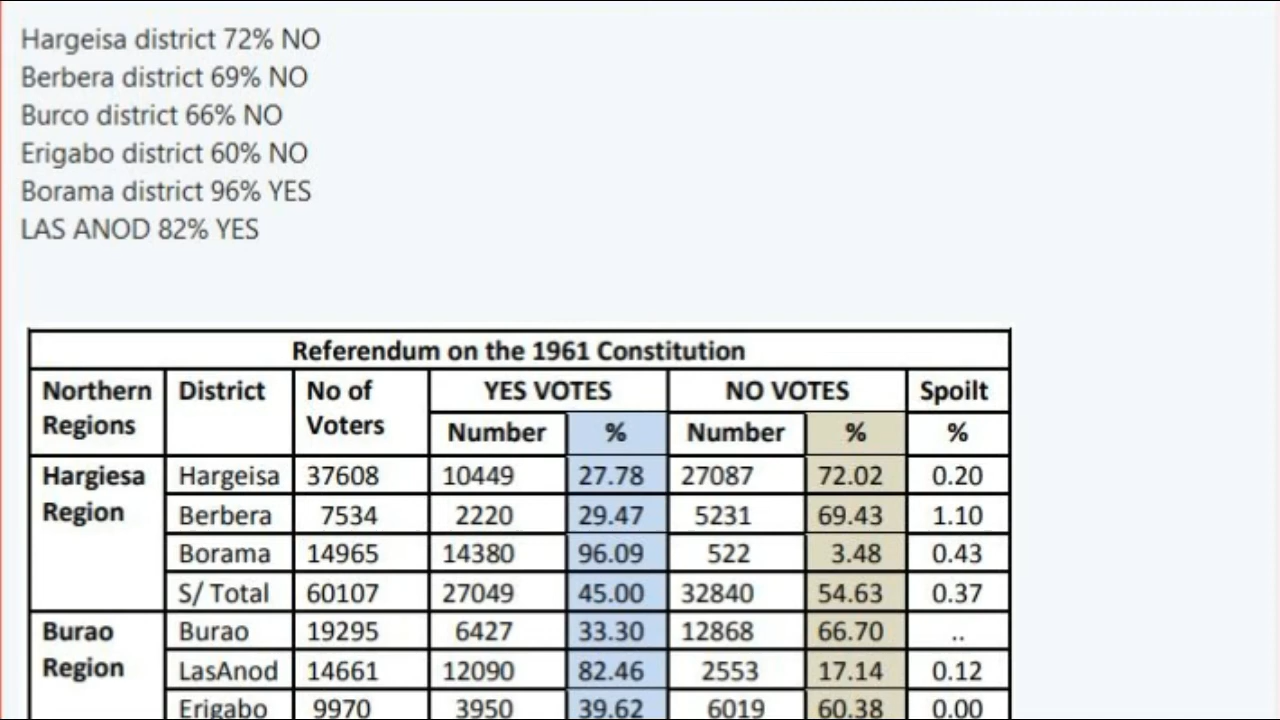 Hargeisa district 72% NO
Berbera district 69% NO
Burco district 66% NO
Erigabo district 60% NO
Borama district 96% YES
LAS ANOD 82% YES
Referendum on the 1961 Constitution
Northern Regions District No of Voters YES VOTES NO VOTES Spoilt
Number % Number % %
Hargiesa Region Hargeisa 37608 10449 27.78 27087 72.02 0.20
Berbera 7534 2220 29.47 5231 69.43 1.10
Borama 14965 14380 96.09 522 3.48 0.43
S/ Total 60107 27049 45.00 32840 54.63 0.37
Burao Region Burao 19295 6427 33.30 12868 66.70 ..
LasAnod 14661 12090 82.46 2553 17.14 0.12
Erigabo 9970 3950 39.62 6019 60.38 0.00